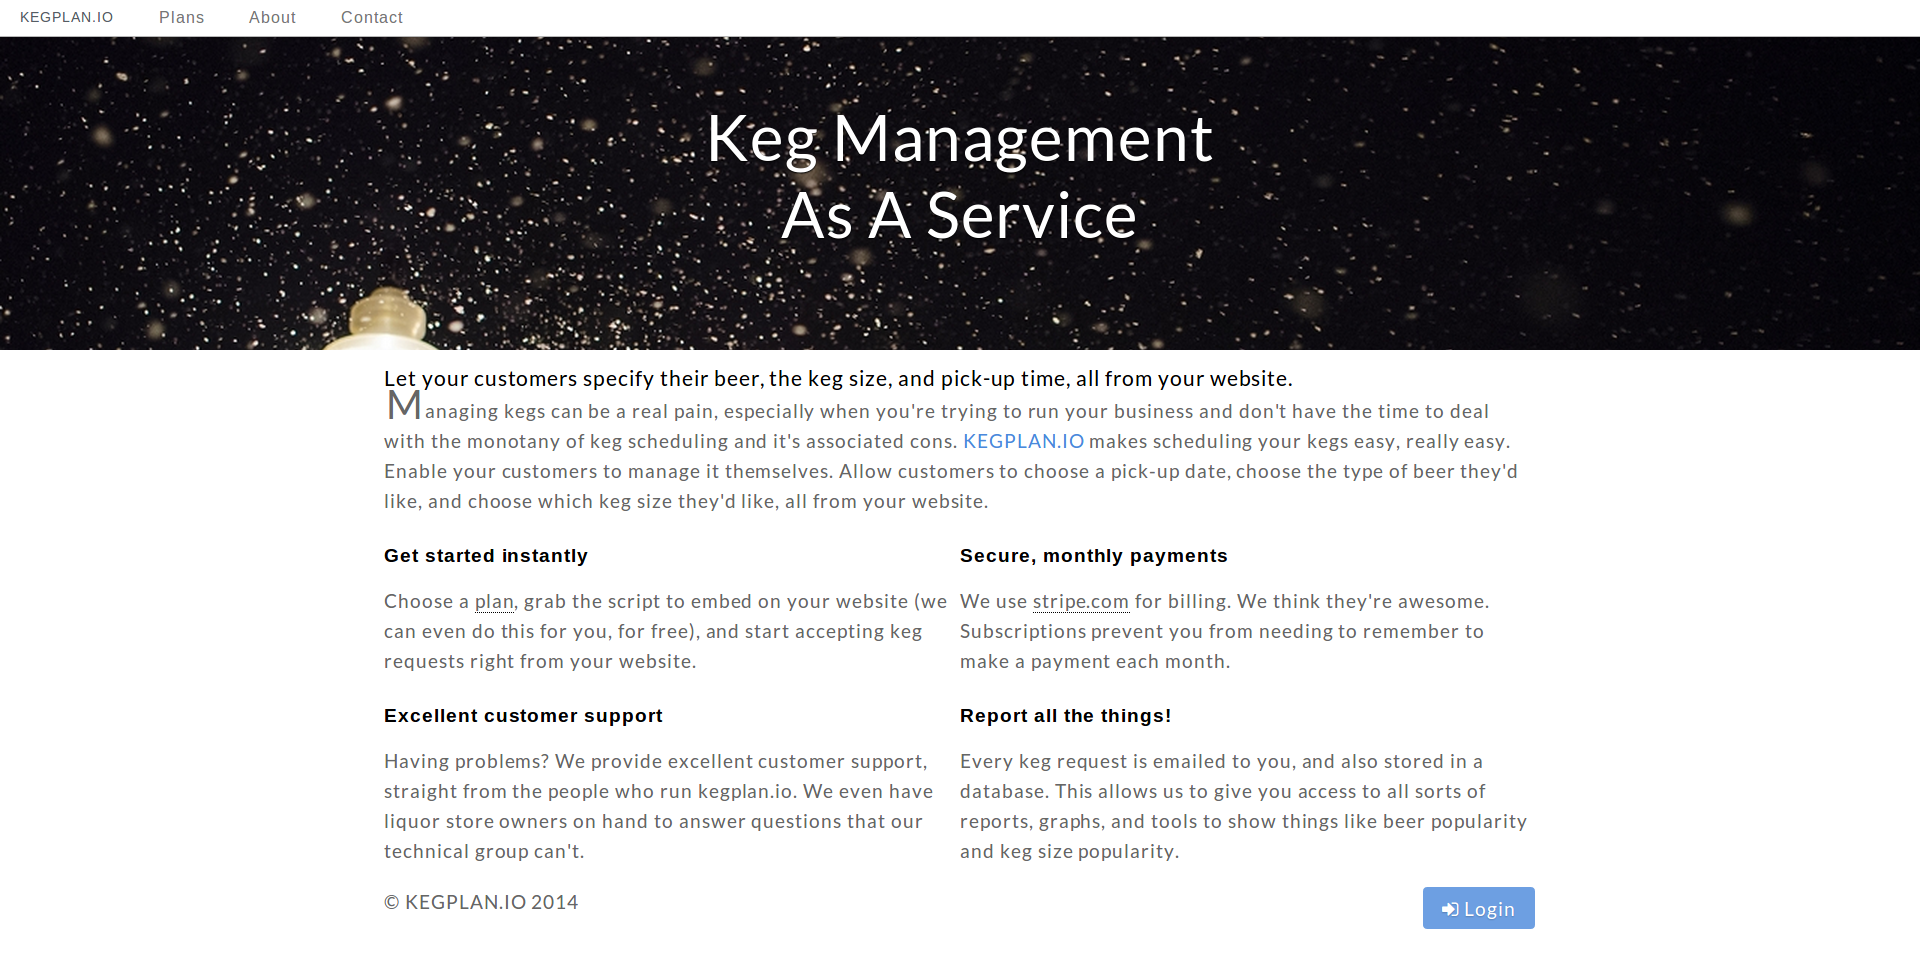 KEGPLAN.IO Plans About Contact
Keg Management
As A Service
Let your customers specify their beer, the keg size, and pick-up time, all from your website.
Managing kegs can be a real pain, especially when you're trying to run your business and don't have the time to deal
with the monotany of keg scheduling and it's associated cons. KEGPLAN.IO makes scheduling your kegs easy, really easy.
Enable your customers to manage it themselves. Allow customers to choose a pick-up date, choose the type of beer they'd
like, and choose which keg size they'd like, all from your website.
Get started instantly
Choose a plan, grab the script to embed on your website (we
can even do this for you, for free), and start accepting keg
requests right from your website.
Secure, monthly payments
We use stripe.com for billing. We think they're awesome.
Subscriptions prevent you from needing to remember to
make a payment each month.
Excellent customer support
Having problems? We provide excellent customer support,
straight from the people who run kegplan.io. We even have
liquor store owners on hand to answer questions that our
technical group can't.
Report all the things!
Every keg request is emailed to you, and also stored in a
database. This allows us to give you access to all sorts of
reports, graphs, and tools to show things like beer popularity
and keg size popularity.
© KEGPLAN.IO 2014
Login